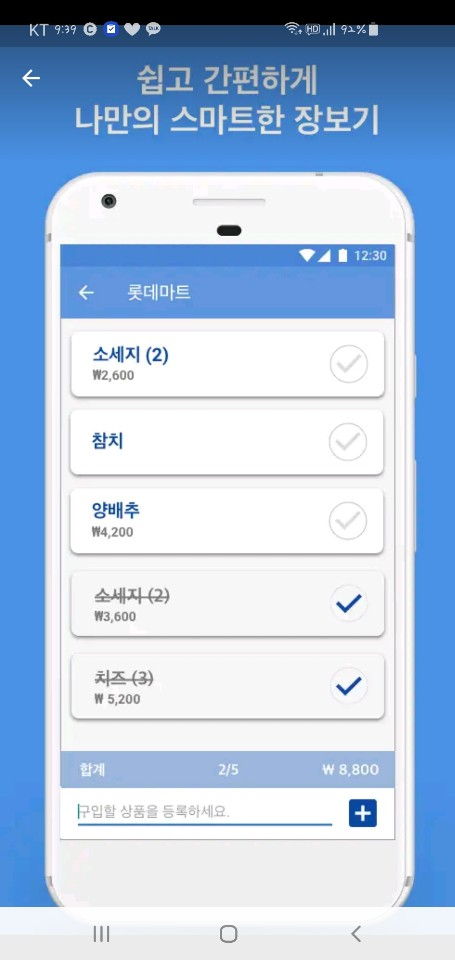 KT 9:39 C TALK HD 92%
쉽고 간편하게
나만의 스마트한 장보기
12:30
롯데마트
소세지 (2)
₩2,600
참치
양배추
₩4,200
소세지 (2)
₩3,600
치즈 (3)
₩ 5,200
합계 2/5 ₩ 8,800
구입할 상품을 등록하세요.